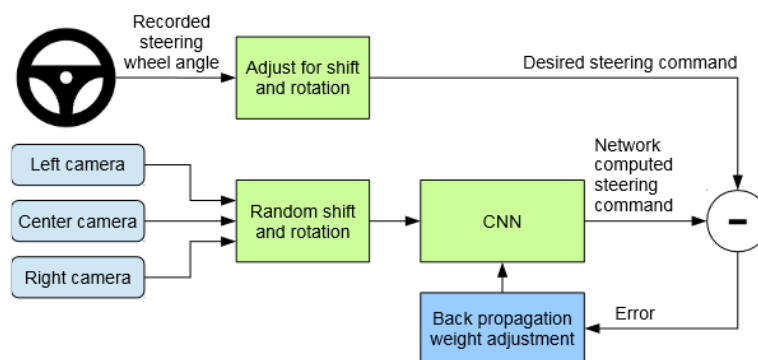 Recorded
steering
wheel angle
Adjust for shift
and rotation
Desired steering command
Left camera
Center camera
Right camera
Random shift
and rotation
CNN
Network
computed
steering
command
-
Back propagation
weight adjustment
Error